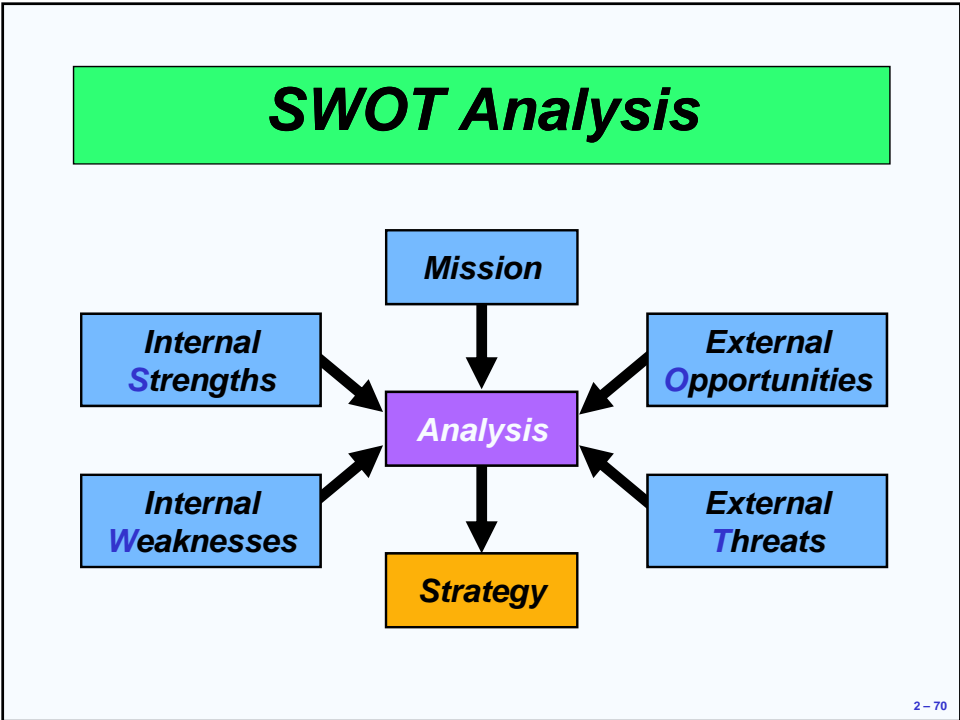 SWOT Analysis
Mission
Internal
Strengths
External
Opportunities
Analysis
Internal
Weaknesses
External
Threats
Strategy
2 – 70